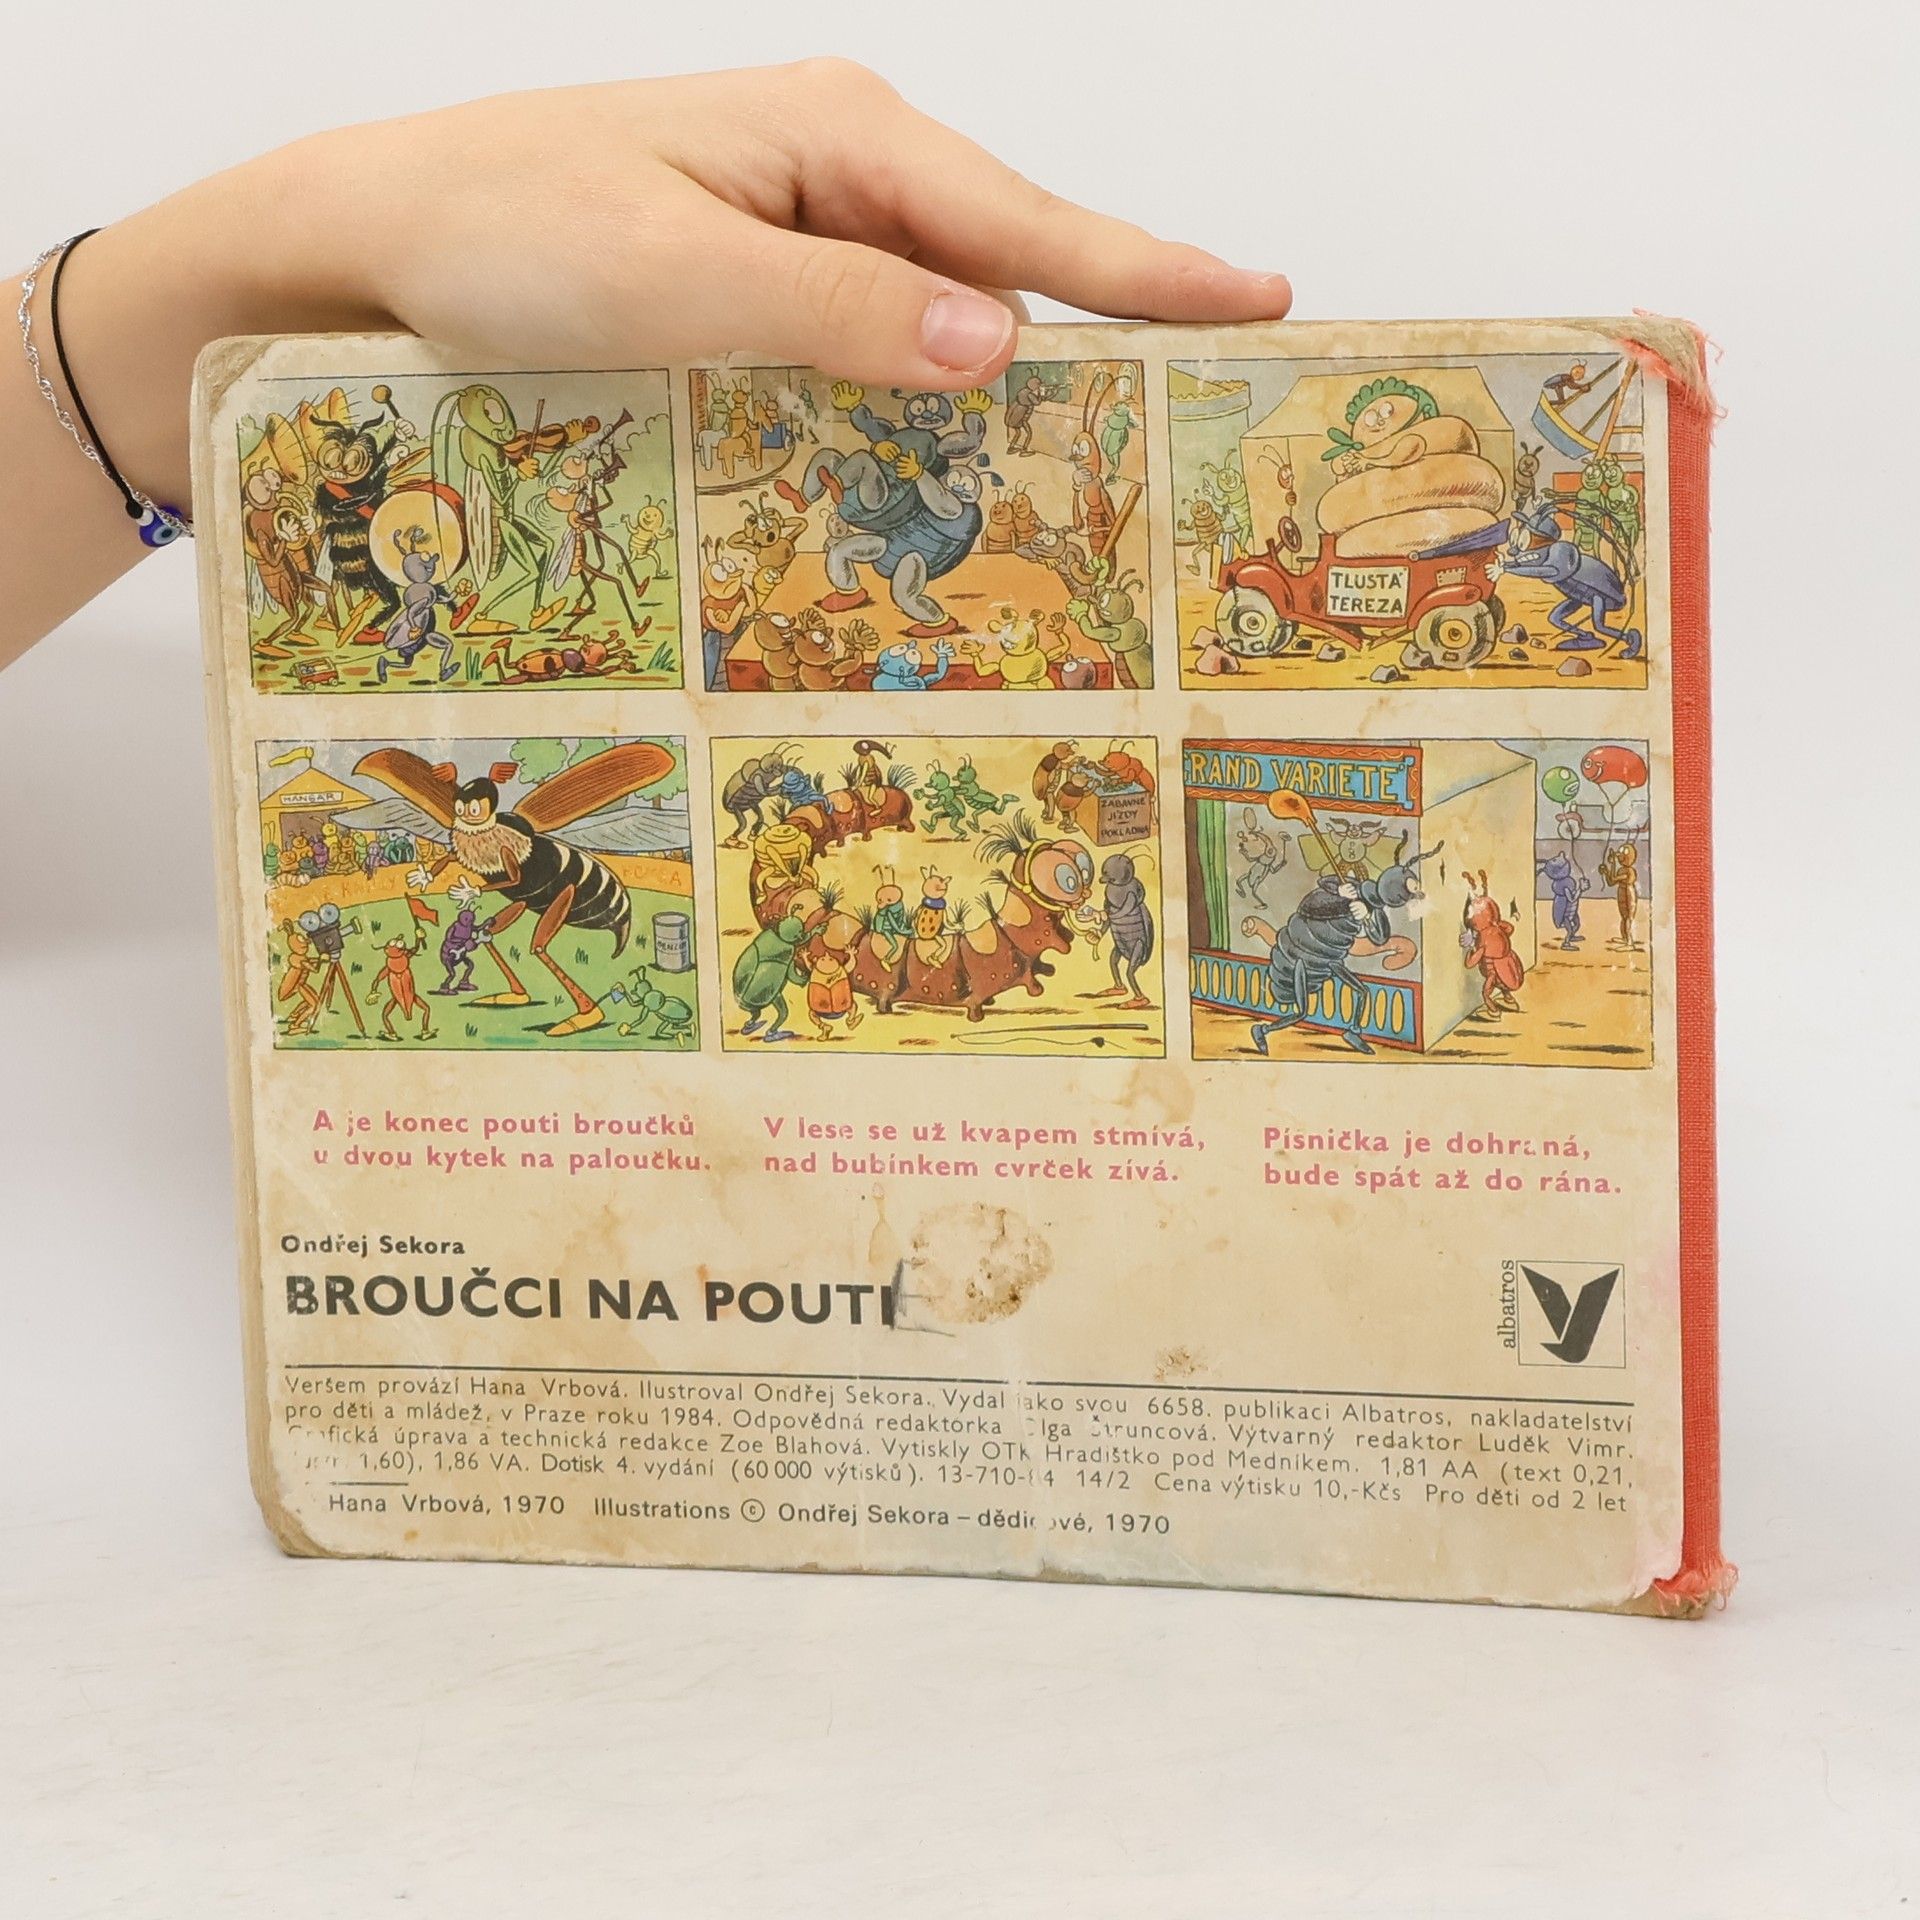 TLUSTÁ
TEREZA
HANGAR
BENZIN
ZÁBAVNÉ
JÍZDY
POKLADNA
RAND VARIETÉ
A je konec pouti broučků
u dvou kytek na paloučku.
V lese se už kvapem stmívá,
nad bubínkem cvrček zívá.
Písnička je dohraná,
bude spát až do rána.
Ondřej Sekora
BROUČCI NA POUTI
albatros
Veršem provází Hana Vrbová. Ilustroval Ondřej Sekora. Vydal jako svou 6658. publikaci Albatros, nakladatelství
pro děti a mládež, v Praze roku 1984. Odpovědná redaktorka Olga Štruncová. Výtvarný redaktor Luděk Vimr.
Grafická úprava a technická redakce Zoe Blahová. Vytiskly OTK Hradištko pod Medníkem. 1,81 AA (text 0,21,
1,60), 1,86 VA. Dotisk 4. vydání (60 000 výtisků). 13-710-84 14/2 Cena výtisku 10,-Kčs Pro děti od 2 let
Hana Vrbová, 1970 Illustrations © Ondřej Sekora – dědicové, 1970